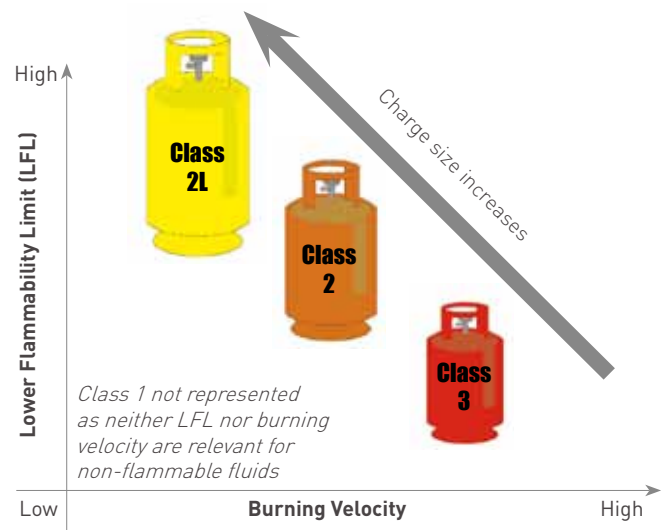 High
Lower Flammability Limit (LFL)
Class
2L
Class
2
Class
3
Charge size increases
Class 1 not represented
as neither LFL nor burning
velocity are relevant for
non-flammable fluids
Low
Burning Velocity
High